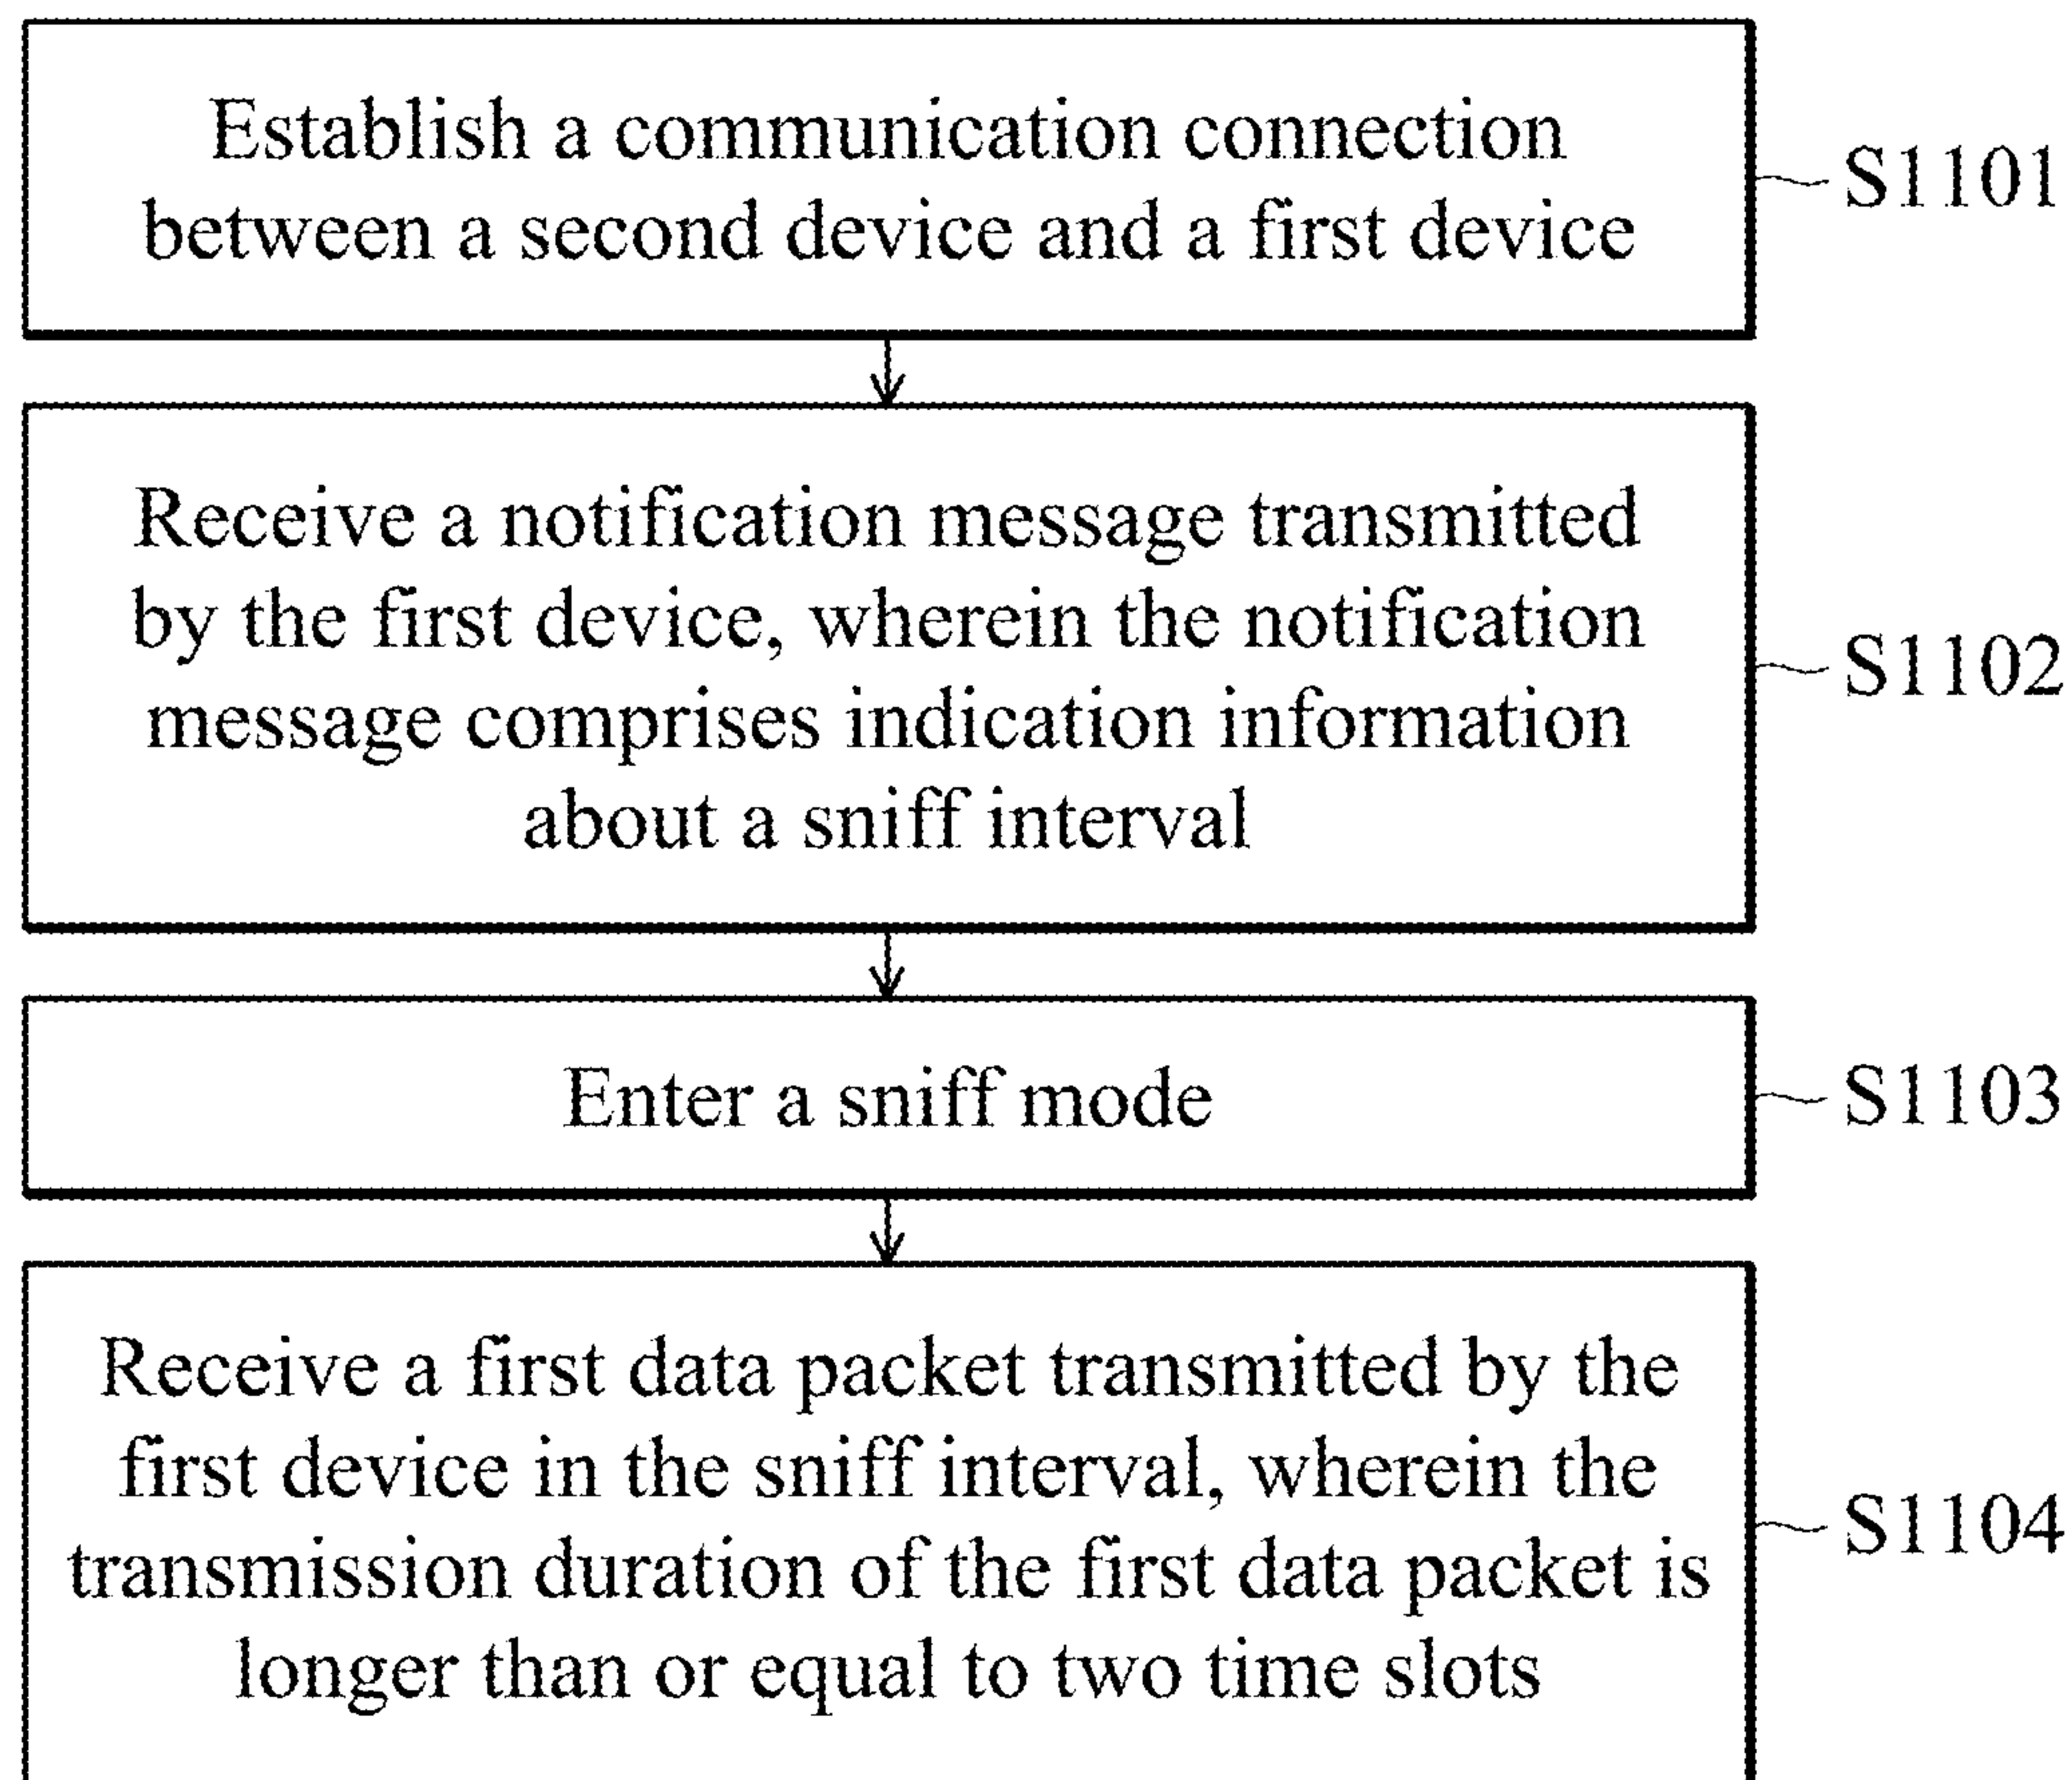 Establish a communication connection
between a second device and a first device
S1101
Receive a notification message transmitted
by the first device, wherein the notification
message comprises indication information
about a sniff interval
S1102
Enter a sniff mode
S1103
Receive a first data packet transmitted by the
first device in the sniff interval, wherein the
transmission duration of the first data packet is
longer than or equal to two time slots
S1104